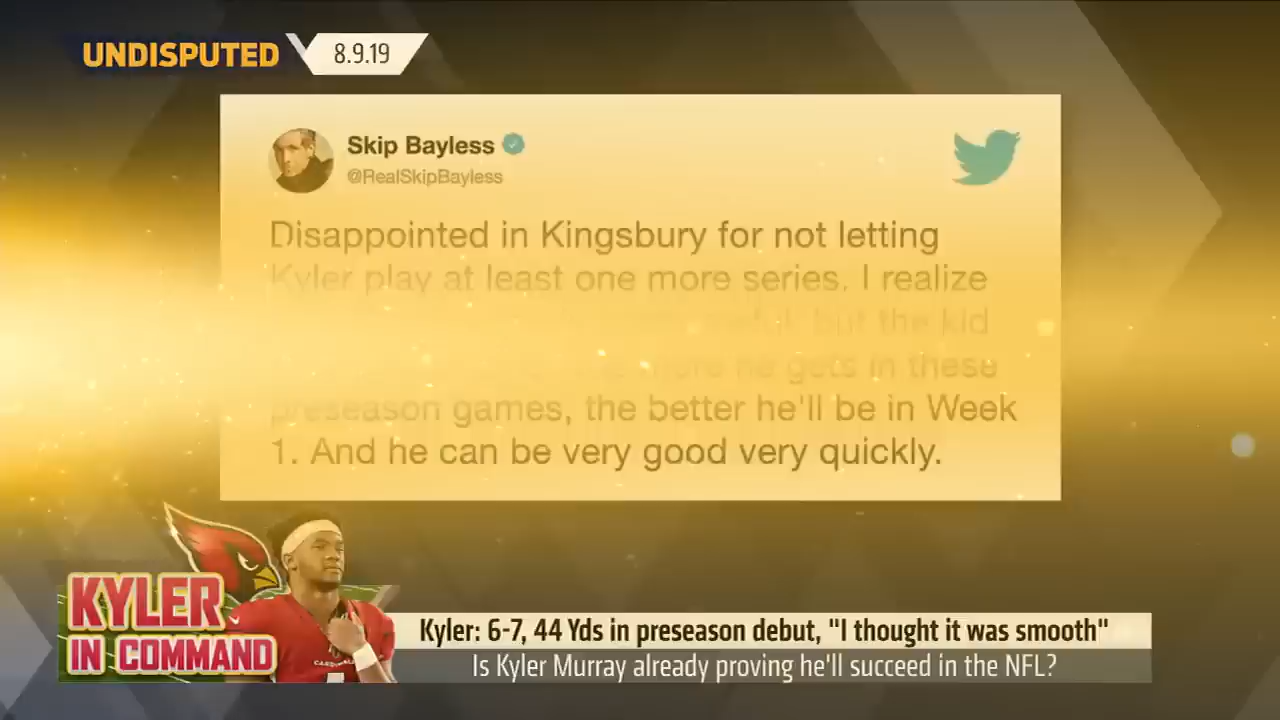 UNDISPUTED
8.9.19
Skip Bayless
@RealSkipBayless
Disappointed in Kingsbury for not letting
Kyler play at least one more series. I realize
but the kid
more he gets in these
preseason games, the better he'll be in Week
1. And he can be very good very quickly.
KYLER
IN COMMAND
Kyler: 6-7, 44 Yds in preseason debut, "I thought it was smooth"
Is Kyler Murray already proving he'll succeed in the NFL?